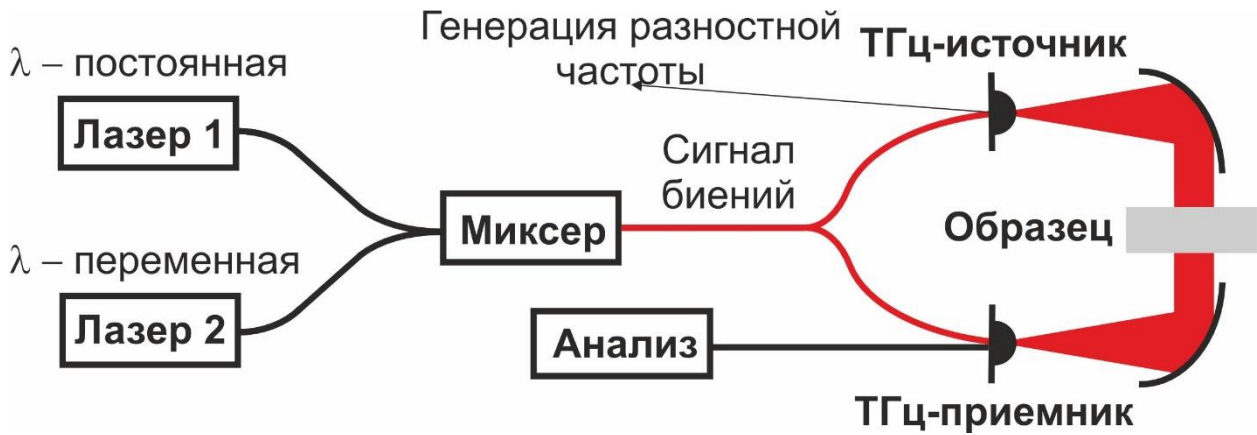 λ – постоянная
Лазер 1
λ – переменная
Лазер 2
Миксер
Генерация разностной
частоты
Сигнал
биений
Анализ
ТГц-источник
Образец
ТГц-приемник